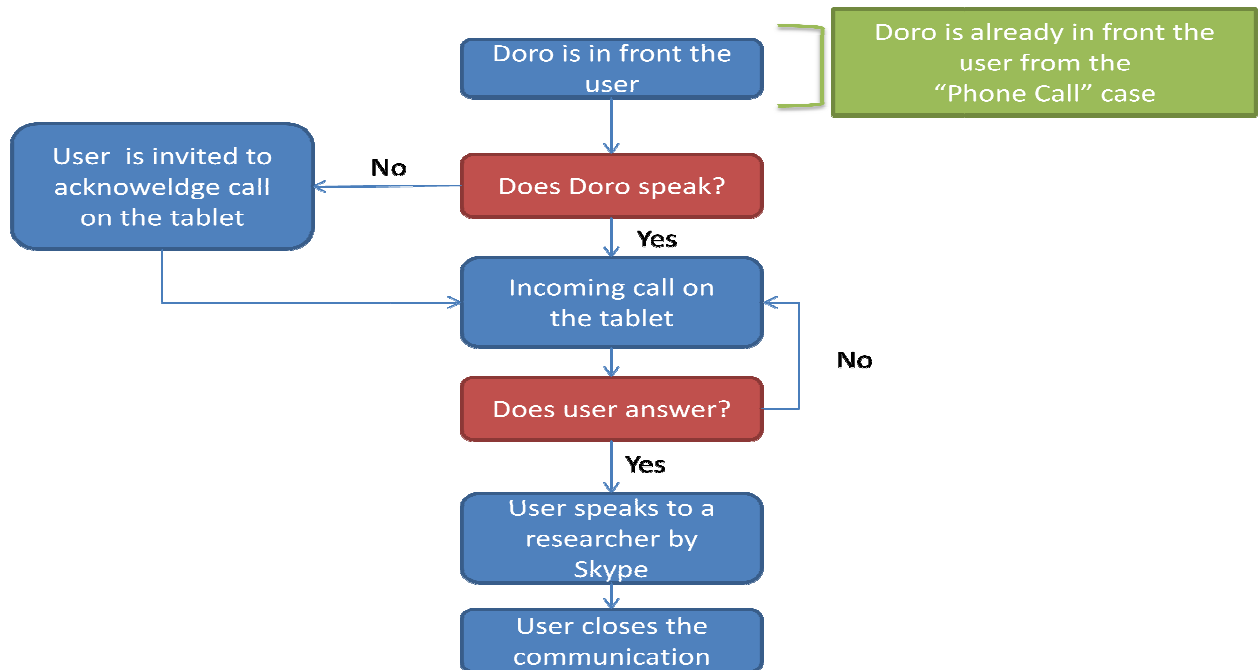 Doro is in front the
user
Doro is already in front the
user from the
“Phone Call” case
User is invited to
acknoweldge call
on the tablet
No
Does Doro speak?
Yes
Incoming call on
the tablet
No
Does user answer?
Yes
User speaks to a
researcher by
Skype
User closes the
communication